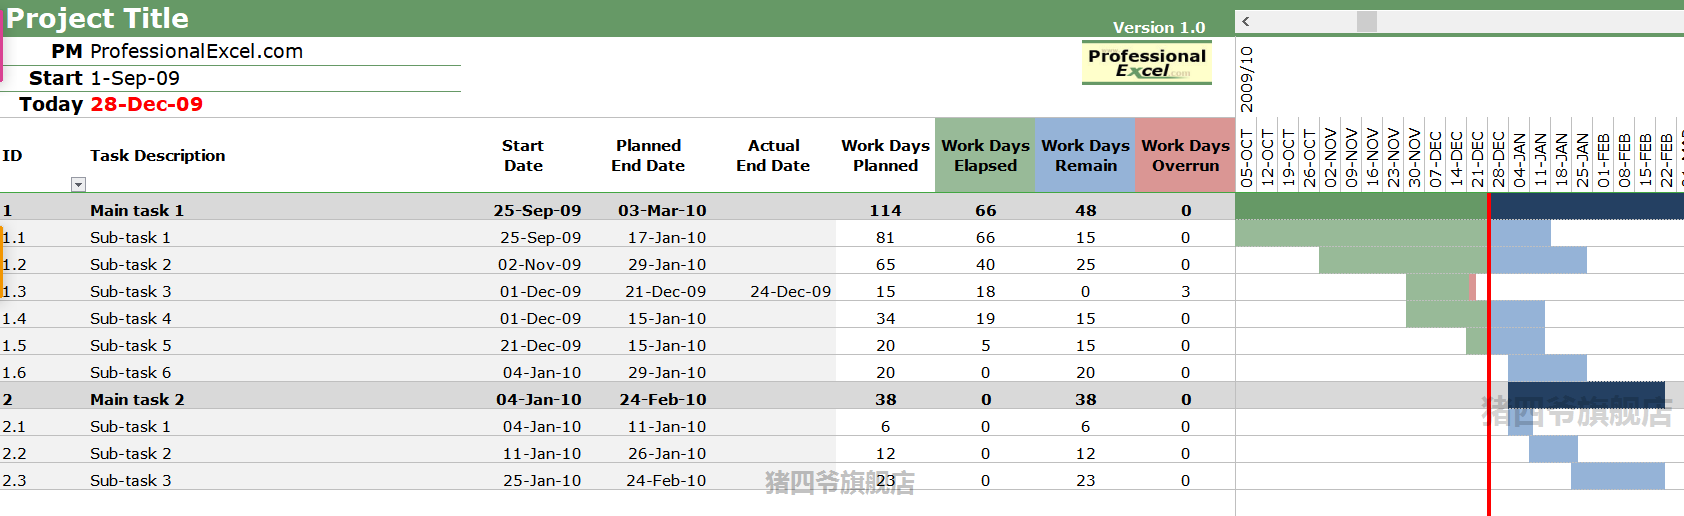 Project Title
Version 1.0
PM ProfessionalExcel.com
Start 1-Sep-09
Today 28-Dec-09
www.
Professional
Excel.com
2009/10
ID Task Description Start Date Planned End Date Actual End Date Work Days Planned Work Days Elapsed Work Days Remain Work Days Overrun
05-OCT 12-OCT 19-OCT 26-OCT 02-NOV 09-NOV 16-NOV 23-NOV 30-NOV 07-DEC 14-DEC 21-DEC 28-DEC 04-JAN 11-JAN 18-JAN 25-JAN 01-FEB 08-FEB 15-FEB 22-FEB
1 Main task 1 25-Sep-09 03-Mar-10 114 66 48 0
1.1 Sub-task 1 25-Sep-09 17-Jan-10 81 66 15 0
1.2 Sub-task 2 02-Nov-09 29-Jan-10 65 40 25 0
1.3 Sub-task 3 01-Dec-09 21-Dec-09 24-Dec-09 15 18 0 3
1.4 Sub-task 4 01-Dec-09 15-Jan-10 34 19 15 0
1.5 Sub-task 5 21-Dec-09 15-Jan-10 20 5 15 0
1.6 Sub-task 6 04-Jan-10 29-Jan-10 20 0 20 0
2 Main task 2 04-Jan-10 24-Feb-10 38 0 38 0
猪四爷旗舰店
2.1 Sub-task 1 04-Jan-10 11-Jan-10 6 0 6 0
2.2 Sub-task 2 11-Jan-10 26-Jan-10 12 0 12 0
2.3 Sub-task 3 25-Jan-10 24-Feb-10 23 0 23 0
猪四爷旗舰店